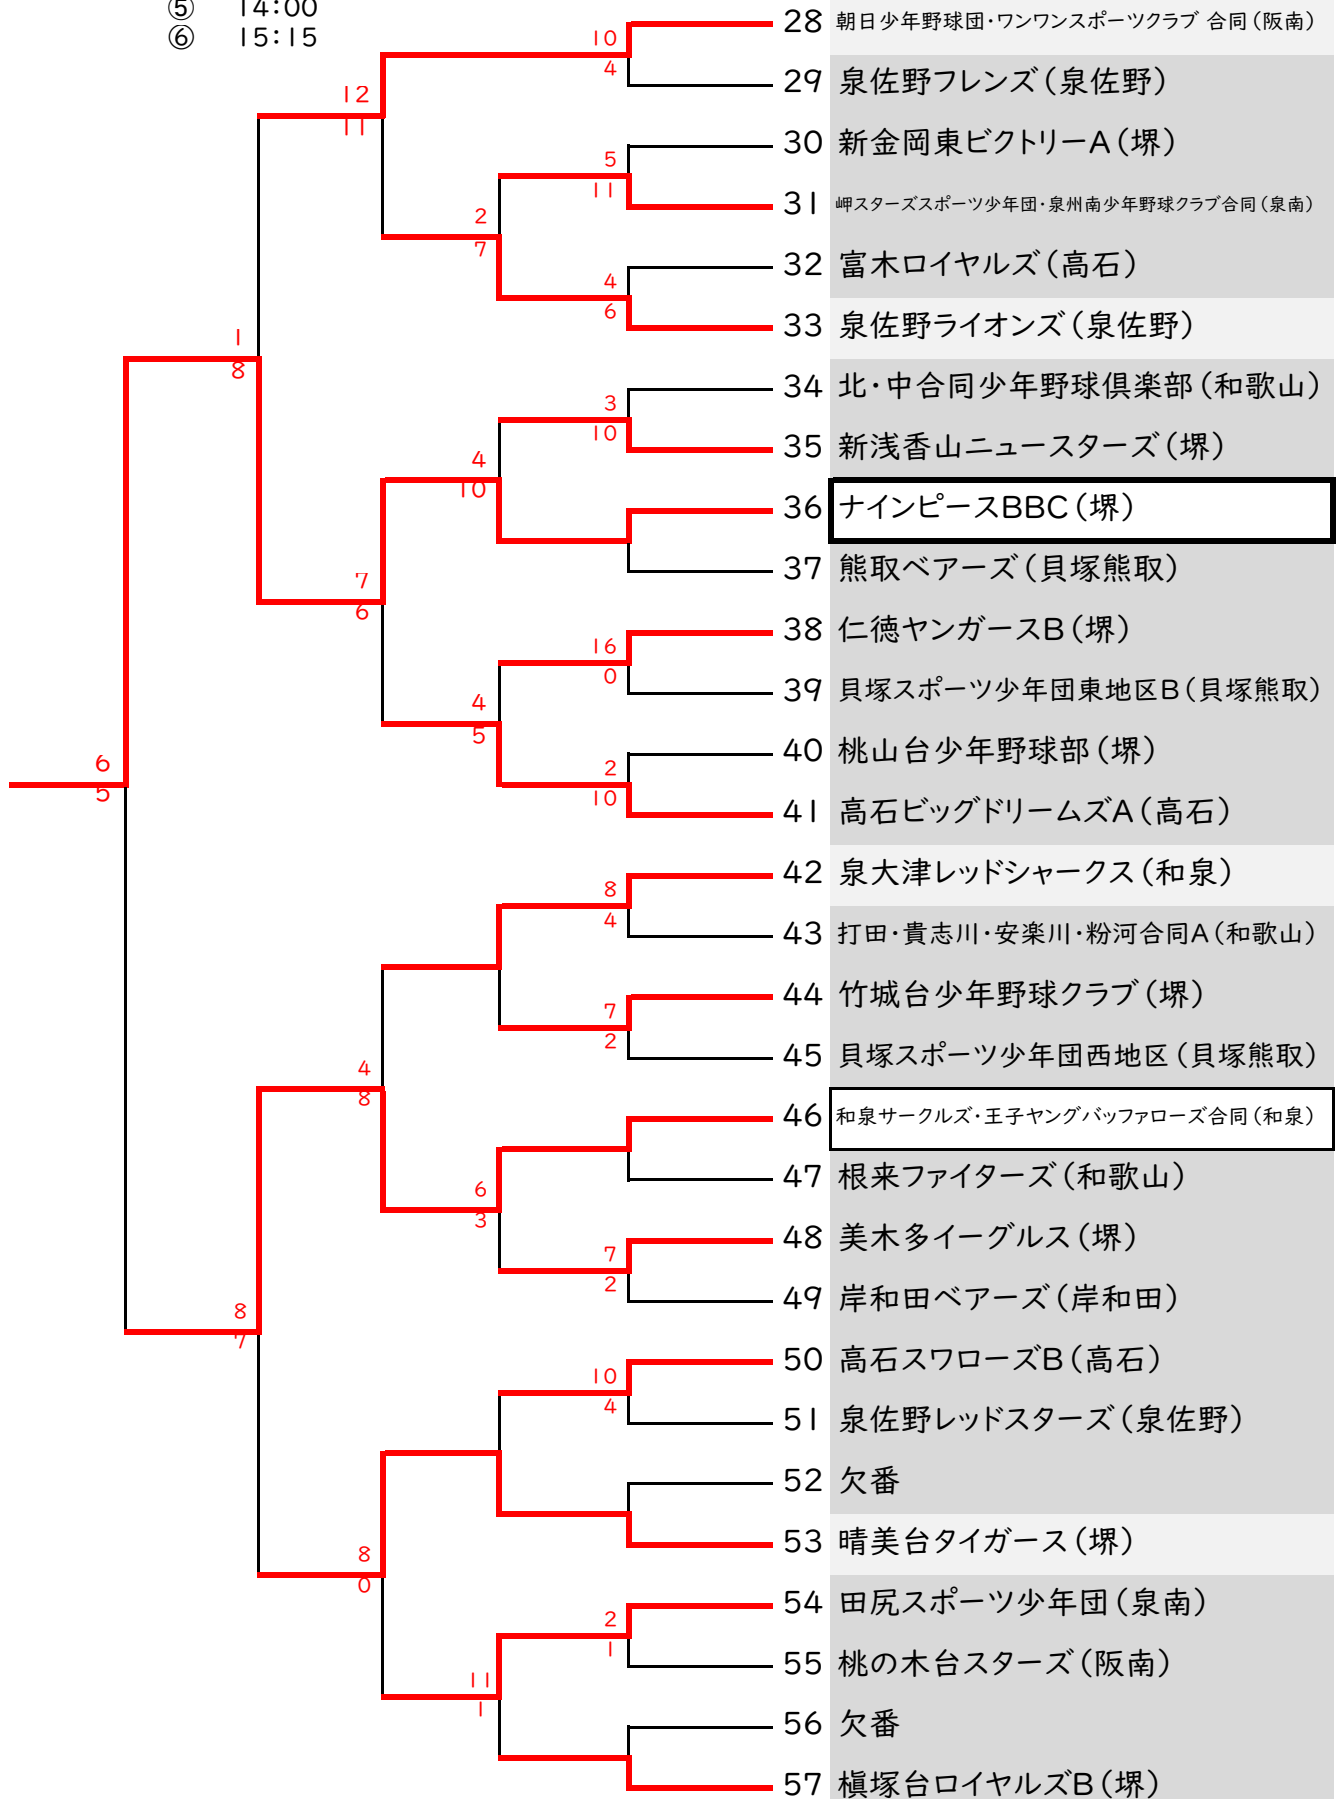 ⑤ 14:00
⑥ 15:15
28 朝日少年野球団・ワンワンスポーツクラブ 合同(阪南)
10
4
29 泉佐野フレンズ(泉佐野)
12
11
30 新金岡東ビクトリーA(堺)
5
11
31 岬スターズスポーツ少年団・泉州南少年野球クラブ合同(泉南)
2
7
32 富木ロイヤルズ(高石)
4
6
33 泉佐野ライオンズ(泉佐野)
1
8
34 北・中合同少年野球倶楽部(和歌山)
3
10
35 新浅香山ニュースターズ(堺)
4
10
36 ナインピースBBC(堺)
37 熊取ベアーズ(貝塚熊取)
7
6
38 仁徳ヤンガースB(堺)
16
0
39 貝塚スポーツ少年団東地区B(貝塚熊取)
4
5
40 桃山台少年野球部(堺)
2
10
41 高石ビッグドリームズA(高石)
6
5
42 泉大津レッドシャークス(和泉)
8
4
43 打田・貴志川・安楽川・粉河合同A(和歌山)
44 竹城台少年野球クラブ(堺)
7
2
45 貝塚スポーツ少年団西地区(貝塚熊取)
4
8
46 和泉サークルズ・王子ヤングバッファローズ合同(和泉)
47 根来ファイターズ(和歌山)
6
3
48 美木多イーグルス(堺)
7
2
49 岸和田ベアーズ(岸和田)
8
7
50 高石スワローズB(高石)
10
4
51 泉佐野レッドスターズ(泉佐野)
52 欠番
53 晴美台タイガース(堺)
8
0
54 田尻スポーツ少年団(泉南)
2
1
55 桃の木台スターズ(阪南)
11
1
56 欠番
57 槇塚台ロイヤルズB(堺)